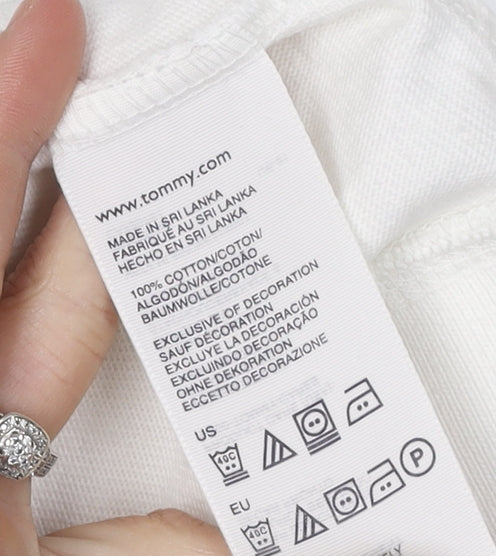 www.tommy.com
MADE IN SRI LANKA
FABRIQUÉ AU SRI LANKA
HECHO EN SRI LANKA
100% COTTON/COTON/
ALGODÓN/ALGODÃO
BAUMWOLLE/COTONE
EXCLUSIVE OF DECORATION
SAUF DÉCORATION
EXCLUYE LA DECORACIÓN
EXCLUINDO DECORAÇÃO
OHNE DEKORATION
ECCETTO DECORAZIONE
US
40C
EU
40C P